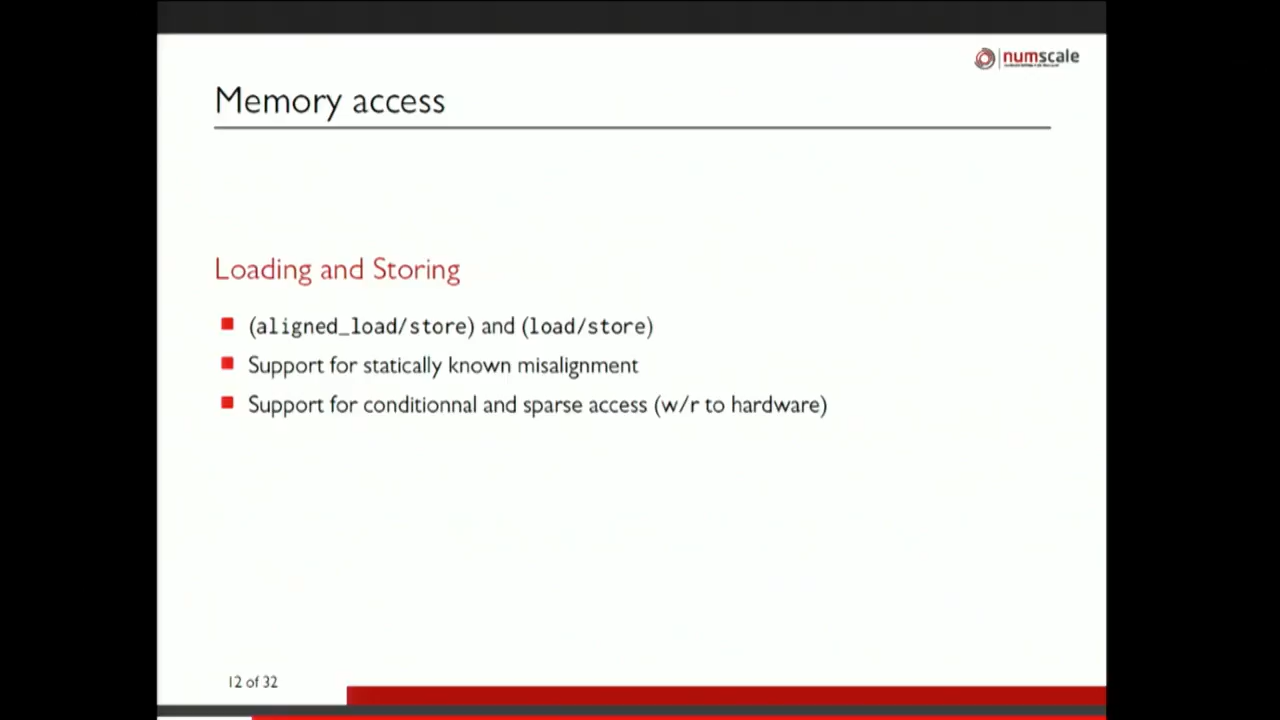 numscale
Memory access
Loading and Storing
(aligned_load/store) and (load/store)
Support for statically known misalignment
Support for conditionnal and sparse access (w/r to hardware)
12 of 32